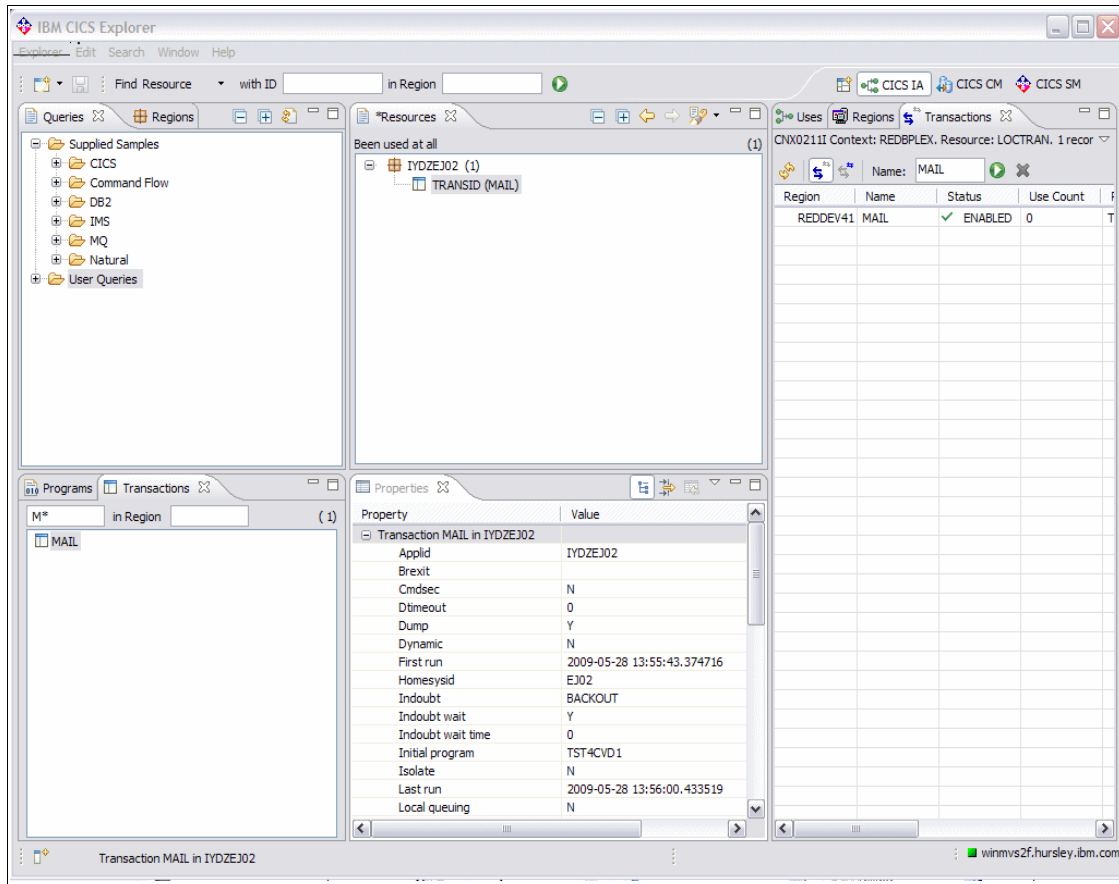 IBM CICS Explorer
Explorer Edit Search Window Help
Find Resource with ID in Region
CICS IA CICS CM CICS SM
Queries Regions
Supplied Samples
CICS
Command Flow
DB2
IMS
MQ
Natural
User Queries
*Resources
Been used at all (1)
IYDZEJ02 (1)
TRANSID (MAIL)
Uses Regions Transactions
CNX0211I Context: REDBPLEX. Resource: LOCTRAN. 1 recor
Name: MAIL
Region Name Status Use Count
REDDEV41 MAIL ENABLED 0 T
Programs Transactions
M* in Region (1)
MAIL
Properties
Property Value
Transaction MAIL in IYDZEJ02
Applid IYDZEJ02
Brexit
Cmdsec N
Dtimeout 0
Dump Y
Dynamic N
First run 2009-05-28 13:55:43.374716
Homesysid EJ02
Indoubt BACKOUT
Indoubt wait Y
Indoubt wait time 0
Initial program TST4CVD1
Isolate N
Last run 2009-05-28 13:56:00.433519
Local queuing N
Transaction MAIL in IYDZEJ02
winmvs2f.hursley.ibm.com